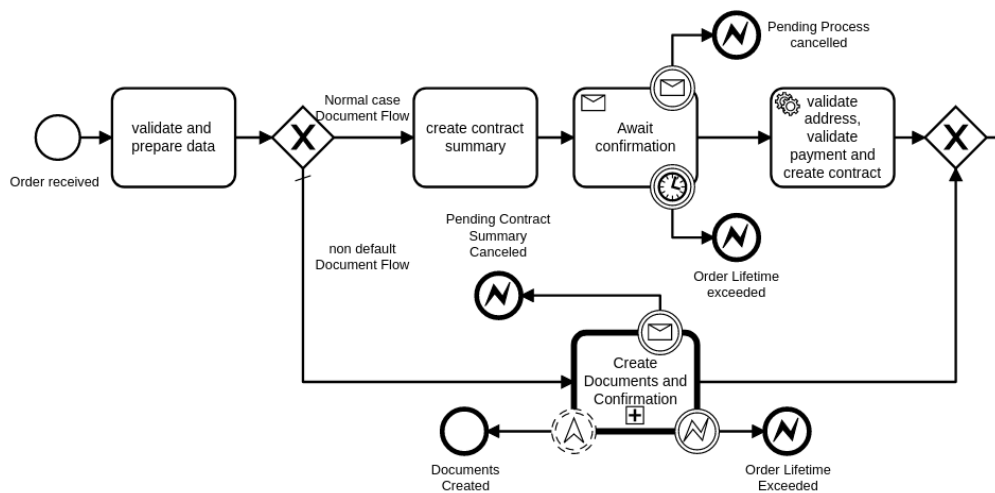 Pending Process
cancelled
Normal case
Document Flow
validate and
prepare data
create contract
summary
Await
confirmation
validate
address,
validate
payment and
create contract
Order received
Pending Contract
Summary
Canceled
non default
Document Flow
Order Lifetime
exceeded
Create
Documents and
Confirmation
Documents
Created
Order Lifetime
Exceeded